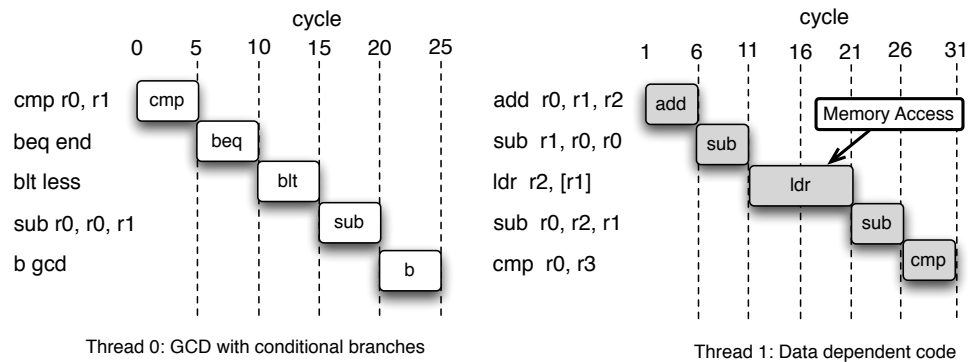 cycle
0 5 10 15 20 25
cmp r0, r1
cmp
beq end
beq
blt less
blt
sub r0, r0, r1
sub
b gcd
b
Thread 0: GCD with conditional branches
cycle
1 6 11 16 21 26 31
add r0, r1, r2
add
Memory Access
sub r1, r0, r0
sub
ldr r2, [r1]
ldr
sub r0, r2, r1
sub
cmp r0, r3
cmp
Thread 1: Data dependent code